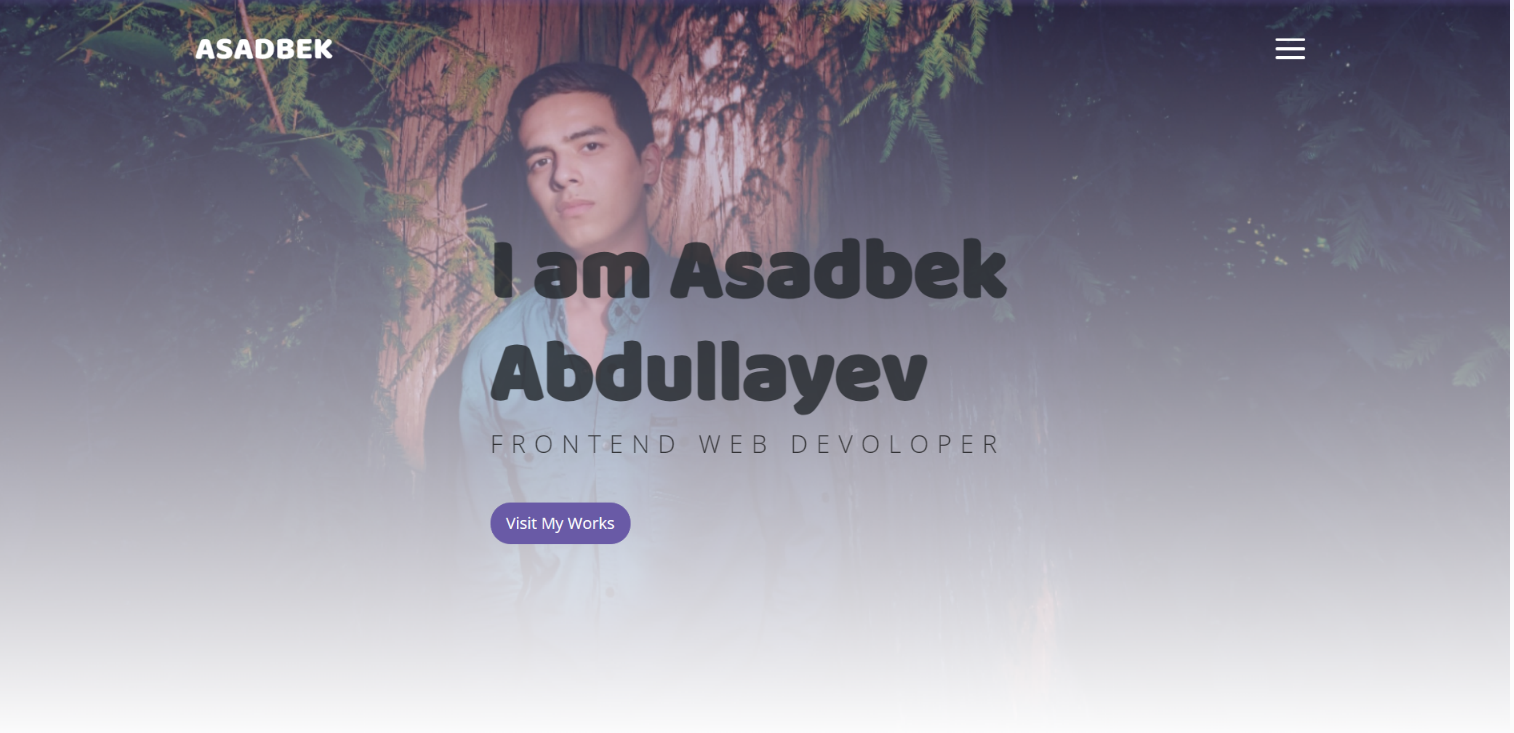 ASADBEK
I am Asadbek
Abdullayev
FRONTEND WEB DEVOLOPER
Visit My Works